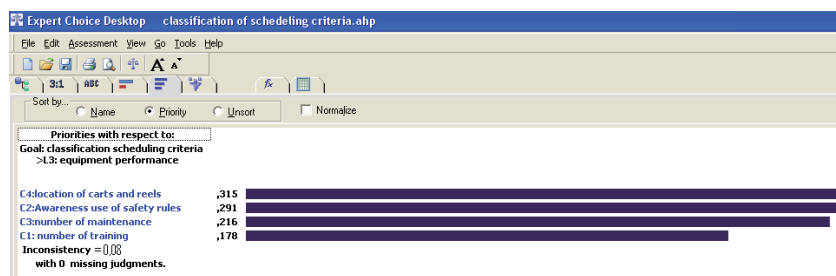 Expert Choice Desktop classification of schedeling criteria.ahp
File Edit Assessment View Go Tools Help
A A
3:1 ABC fx
Sort by...
Name Priority Unsort Normalize
Priorities with respect to:
Goal: classification scheduling criteria
>L3: equipment performance
C4:location of carts and reels ,315
C2:Awareness use of safety rules ,291
C3:number of maintenance ,216
C1: number of training ,178
Inconsistency = 0,08
with 0 missing judgments.